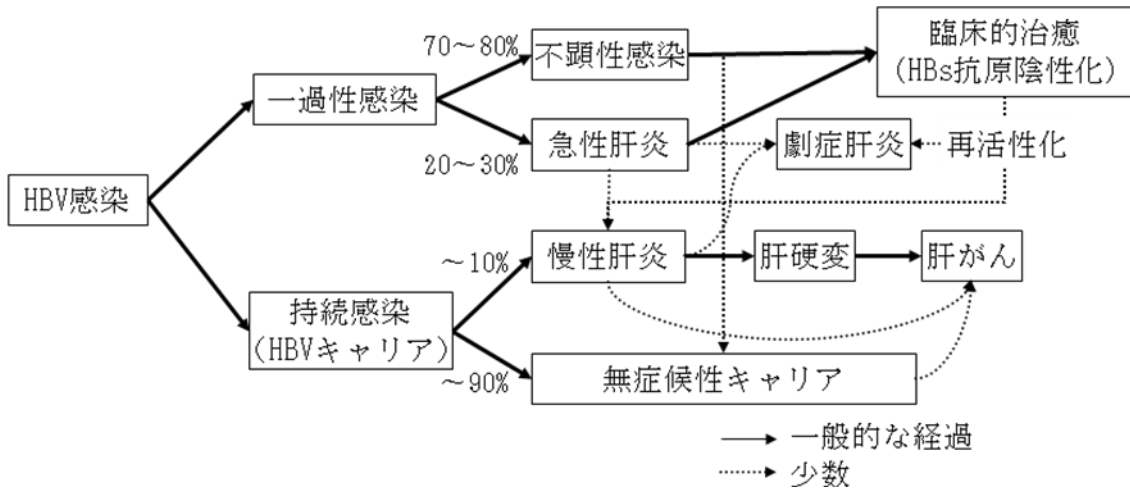 70～80%
不顕性感染
臨床的治癒
(HBs抗原陰性化)
一過性感染
急性肝炎
劇症肝炎
再活性化
20～30%
HBV感染
～10%
慢性肝炎
肝硬変
肝がん
持続感染
(HBVキャリア)
～90%
無症候性キャリア
一般的な経過
少数